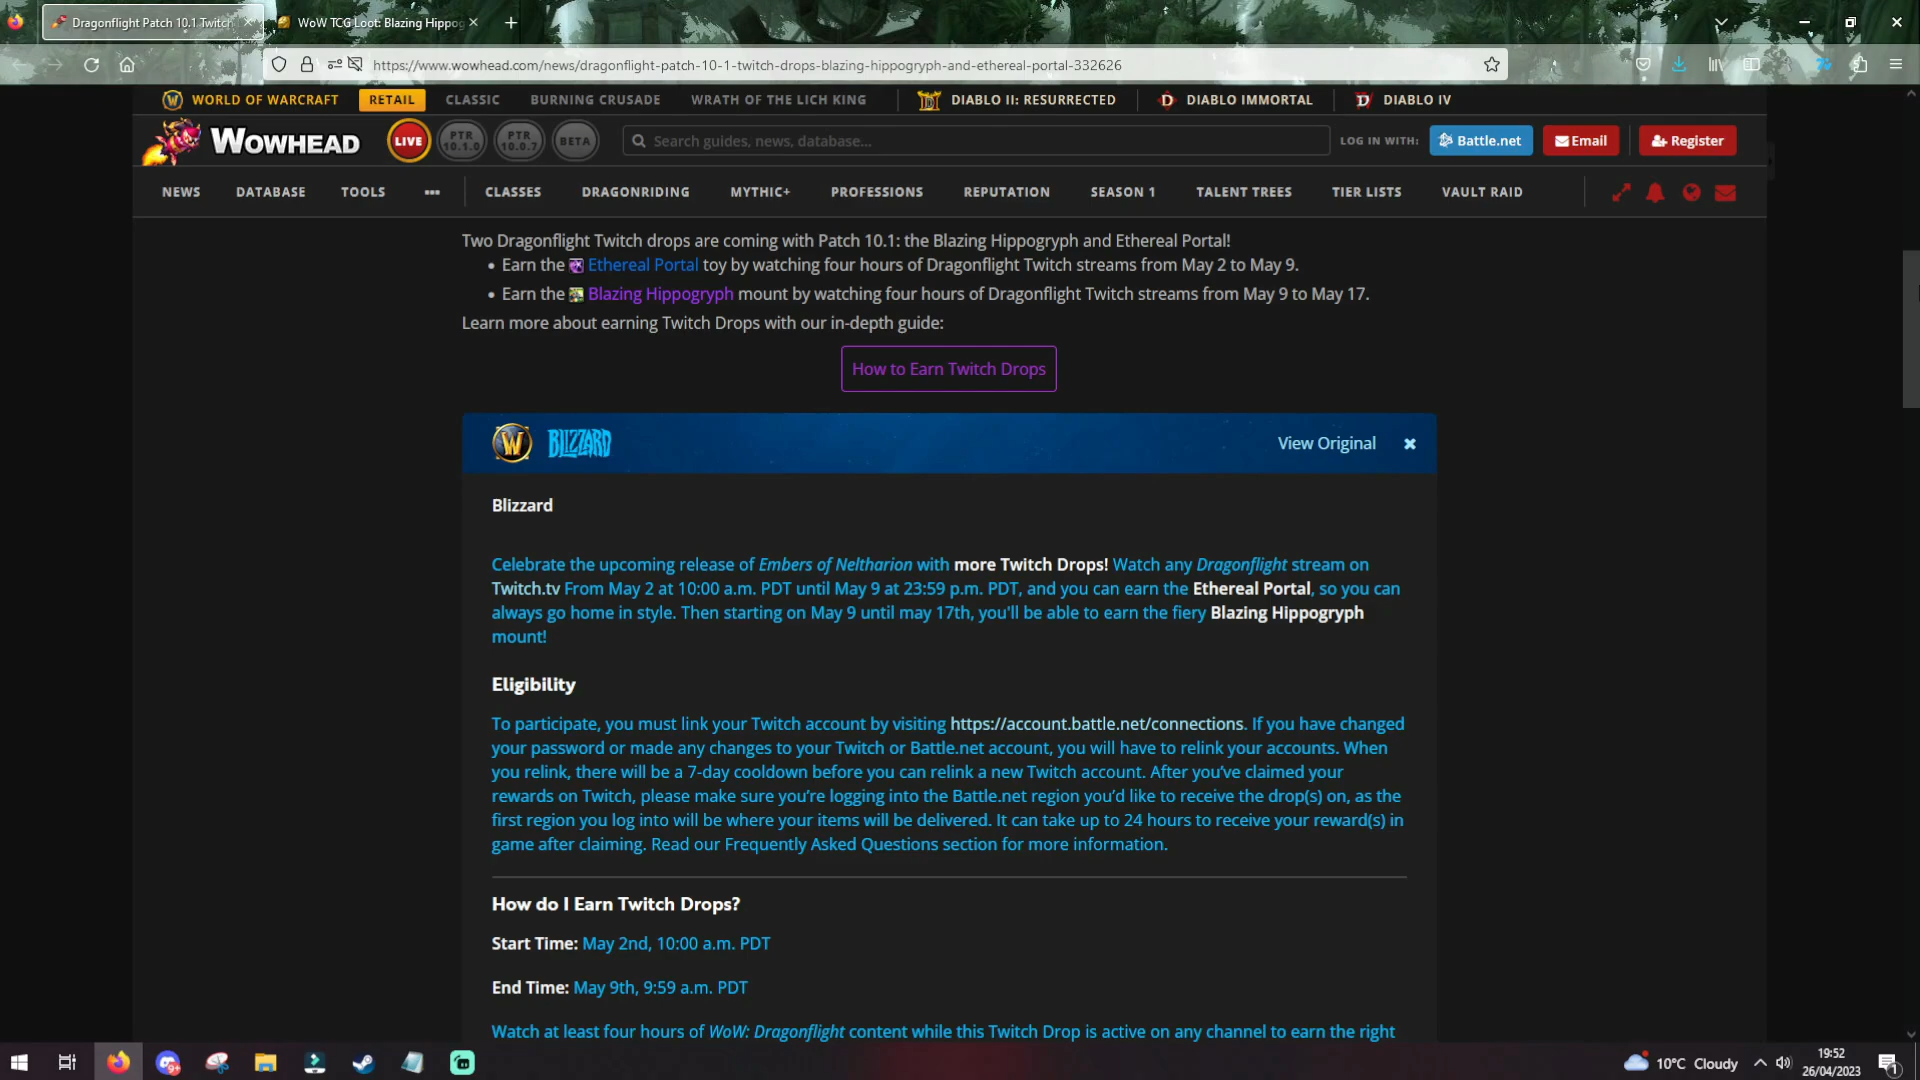 Dragonflight Patch 10.1 Twitch
WoW TCG Loot: Blazing Hippog
https://www.wowhead.com/news/dragonflight-patch-10-1-twitch-drops-blazing-hippogryph-and-ethereal-portal-332626
WORLD OF WARCRAFT RETAIL CLASSIC BURNING CRUSADE WRATH OF THE LICH KING DIABLO II: RESURRECTED DIABLO IMMORTAL DIABLO IV
WOWHEAD LIVE PTR 10.1.0 PTR 10.0.7 BETA Search guides, news, database... LOG IN WITH: Battle.net Email Register
NEWS DATABASE TOOLS ••• CLASSES DRAGONRIDING MYTHIC+ PROFESSIONS REPUTATION SEASON 1 TALENT TREES TIER LISTS VAULT RAID
Two Dragonflight Twitch drops are coming with Patch 10.1: the Blazing Hippogryph and Ethereal Portal!
• Earn the Ethereal Portal toy by watching four hours of Dragonflight Twitch streams from May 2 to May 9.
• Earn the Blazing Hippogryph mount by watching four hours of Dragonflight Twitch streams from May 9 to May 17.
Learn more about earning Twitch Drops with our in-depth guide:
How to Earn Twitch Drops
W BLIZZARD View Original
Blizzard
Celebrate the upcoming release of Embers of Neltharion with more Twitch Drops! Watch any Dragonflight stream on
Twitch.tv From May 2 at 10:00 a.m. PDT until May 9 at 23:59 p.m. PDT, and you can earn the Ethereal Portal, so you can
always go home in style. Then starting on May 9 until may 17th, you'll be able to earn the fiery Blazing Hippogryph
mount!
Eligibility
To participate, you must link your Twitch account by visiting https://account.battle.net/connections. If you have changed
your password or made any changes to your Twitch or Battle.net account, you will have to relink your accounts. When
you relink, there will be a 7-day cooldown before you can relink a new Twitch account. After you've claimed your
rewards on Twitch, please make sure you're logging into the Battle.net region you'd like to receive the drop(s) on, as the
first region you log into will be where your items will be delivered. It can take up to 24 hours to receive your reward(s) in
game after claiming. Read our Frequently Asked Questions section for more information.
How do I Earn Twitch Drops?
Start Time: May 2nd, 10:00 a.m. PDT
End Time: May 9th, 9:59 a.m. PDT
Watch at least four hours of WoW: Dragonflight content while this Twitch Drop is active on any channel to earn the right
9+
10°C Cloudy
19:52
26/04/2023
1